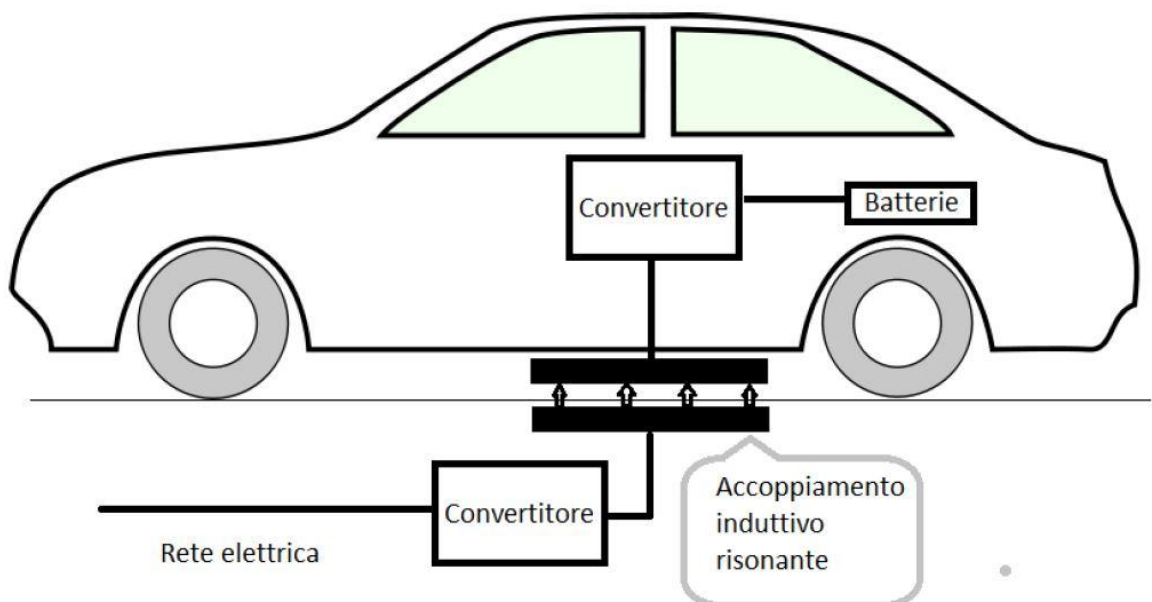 Convertitore
Batterie
Convertitore
Rete elettrica
Accoppiamento
induttivo
risonante